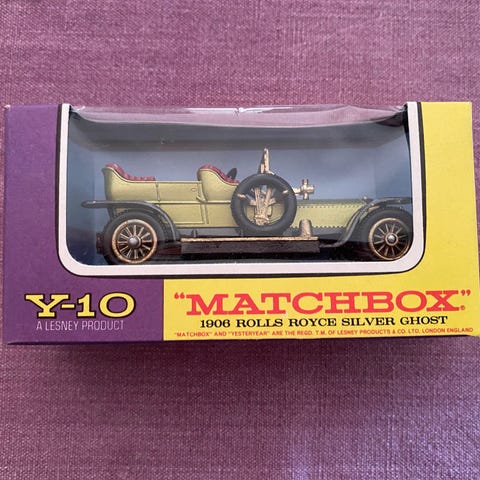 Y-10
A LESNEY PRODUCT
"MATCHBOX"
1906 ROLLS ROYCE SILVER GHOST
"MATCHBOX" AND "YESTERYEAR" ARE THE REGD. T.M. OF LESNEY PRODUCTS & CO. LTD. LONDON ENGLAND